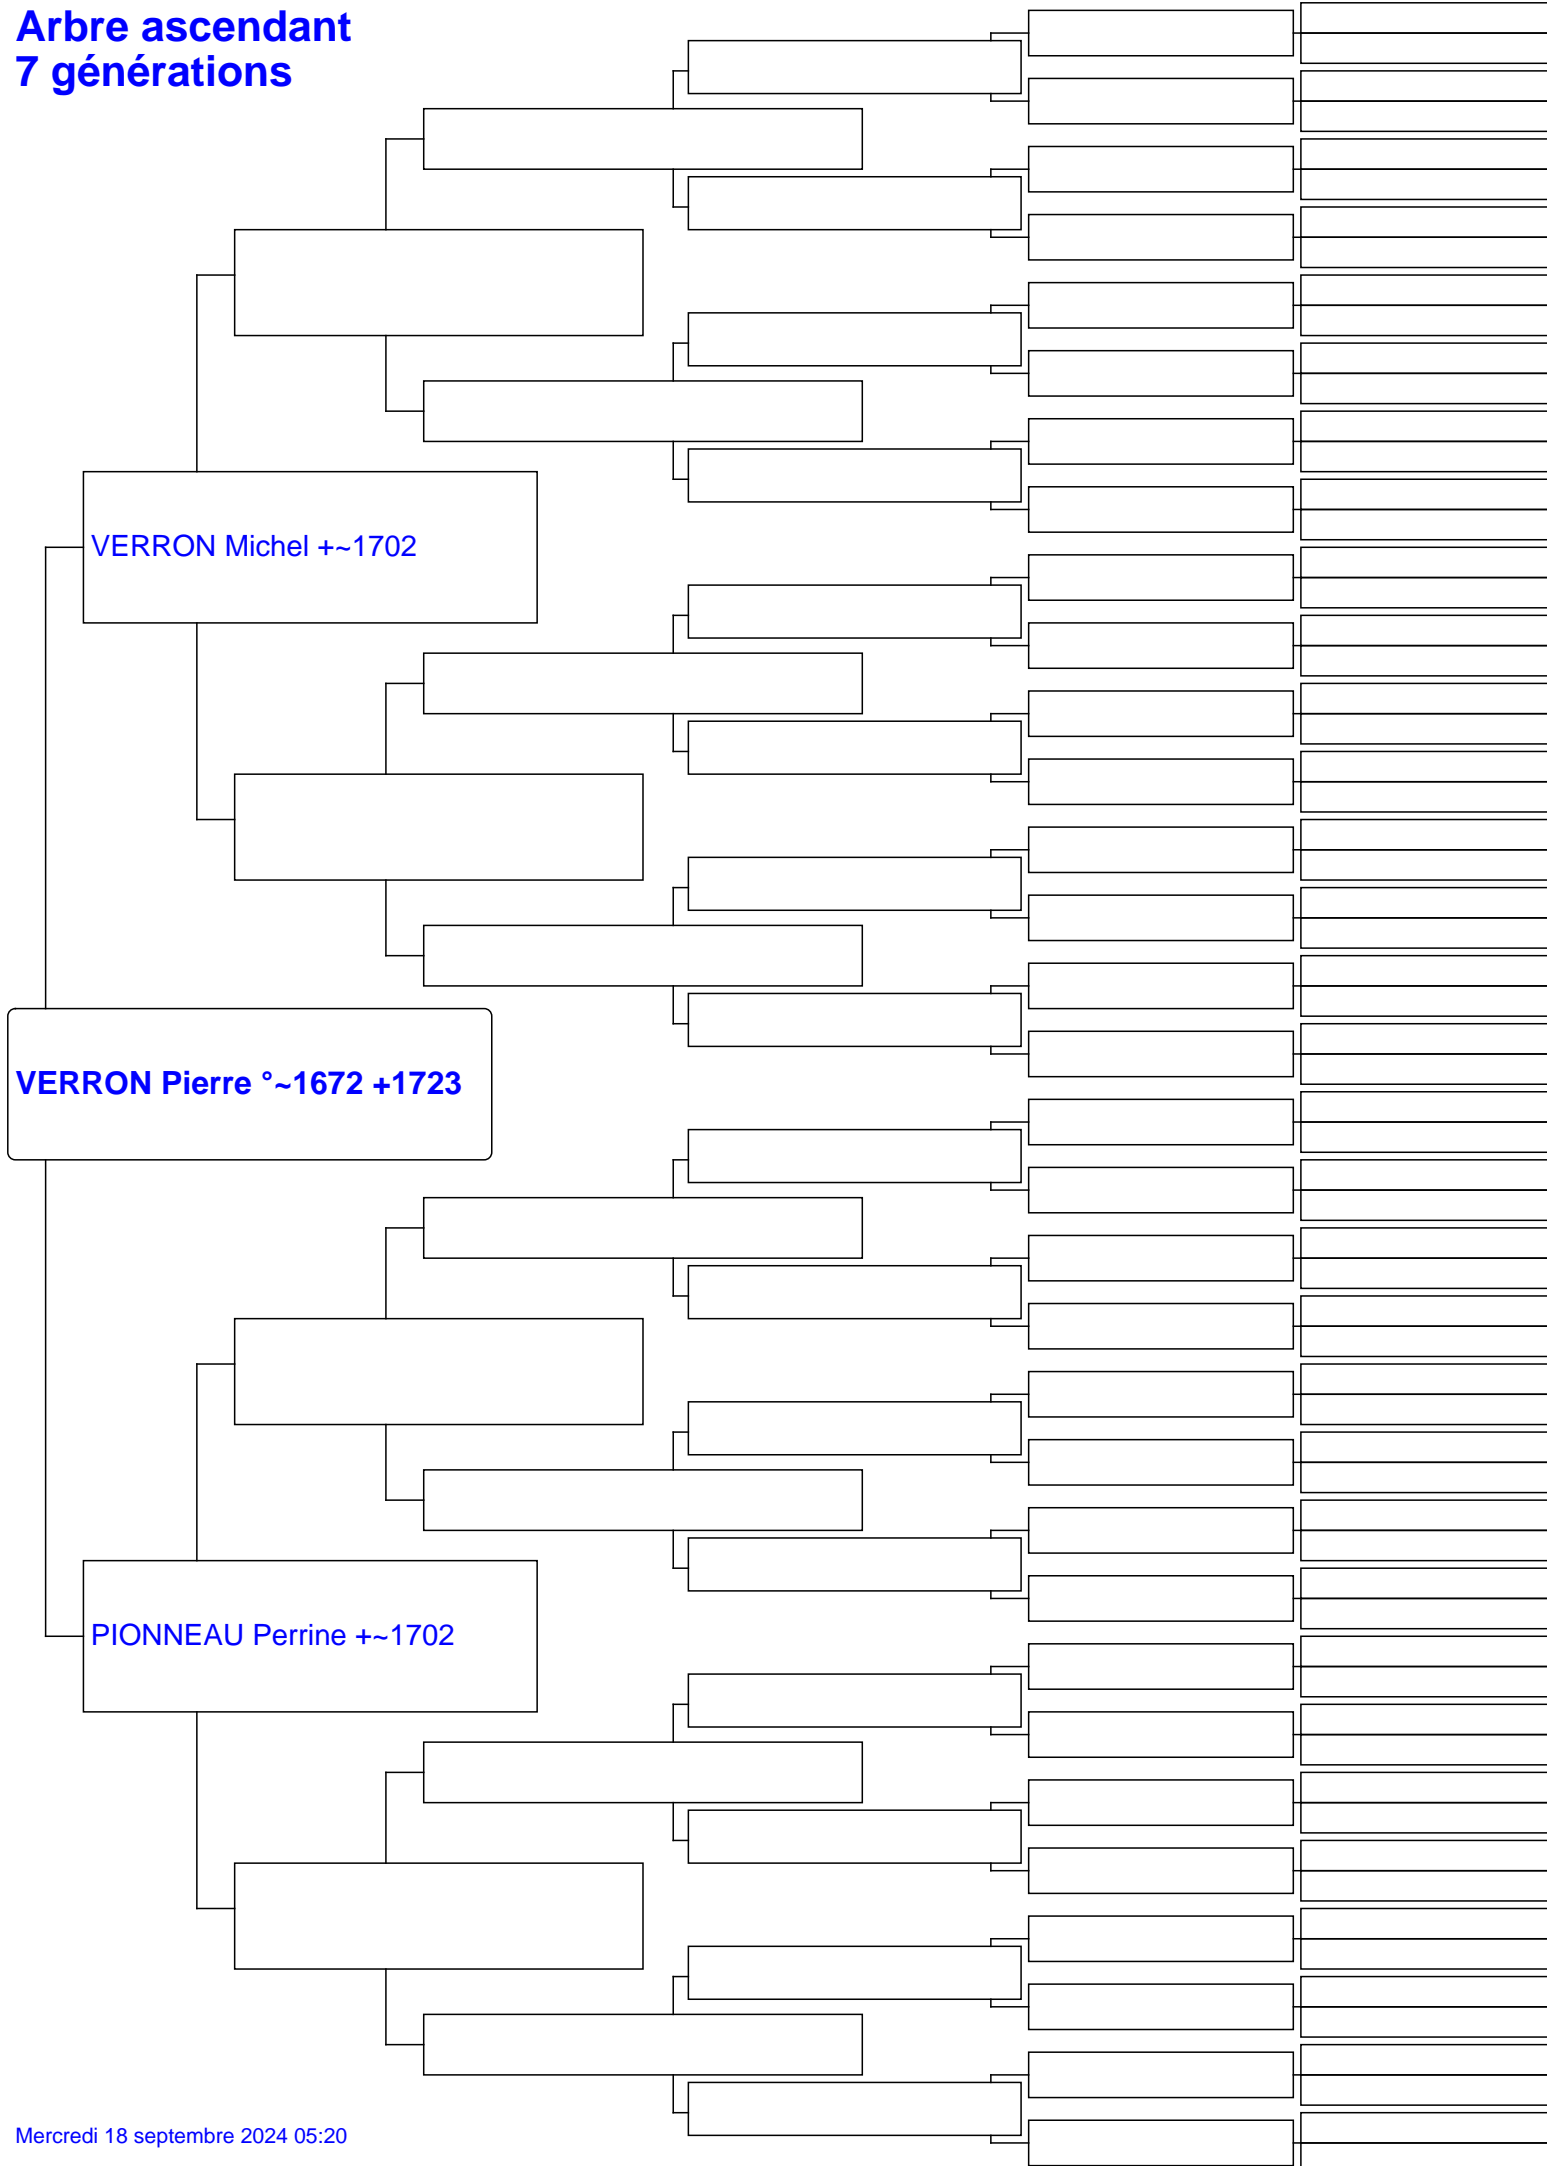 Arbre ascendant
7 générations
VERRON Michel +~1702
VERRON Pierre °~1672 +1723
PIONNEAU Perrine +~1702
Mercredi 18 septembre 2024 05:20